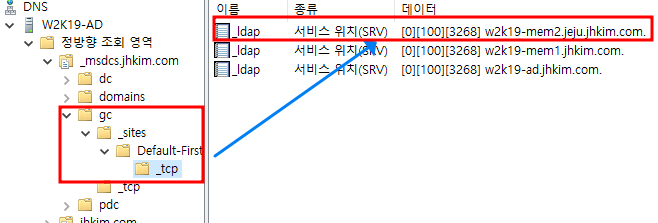 DNS
W2K19-AD
정방향 조회 영역
_msdcs.jhkim.com
dc
domains
gc
_sites
Default-First
_tcp
_tcp
pdc
jhkim.com
이름 종류 데이터
_ldap 서비스 위치(SRV) [0][100][3268] w2k19-mem2.jeju.jhkim.com.
_ldap 서비스 위치(SRV) [0][100][3268] w2k19-mem1.jhkim.com.
_ldap 서비스 위치(SRV) [0][100][3268] w2k19-ad.jhkim.com.